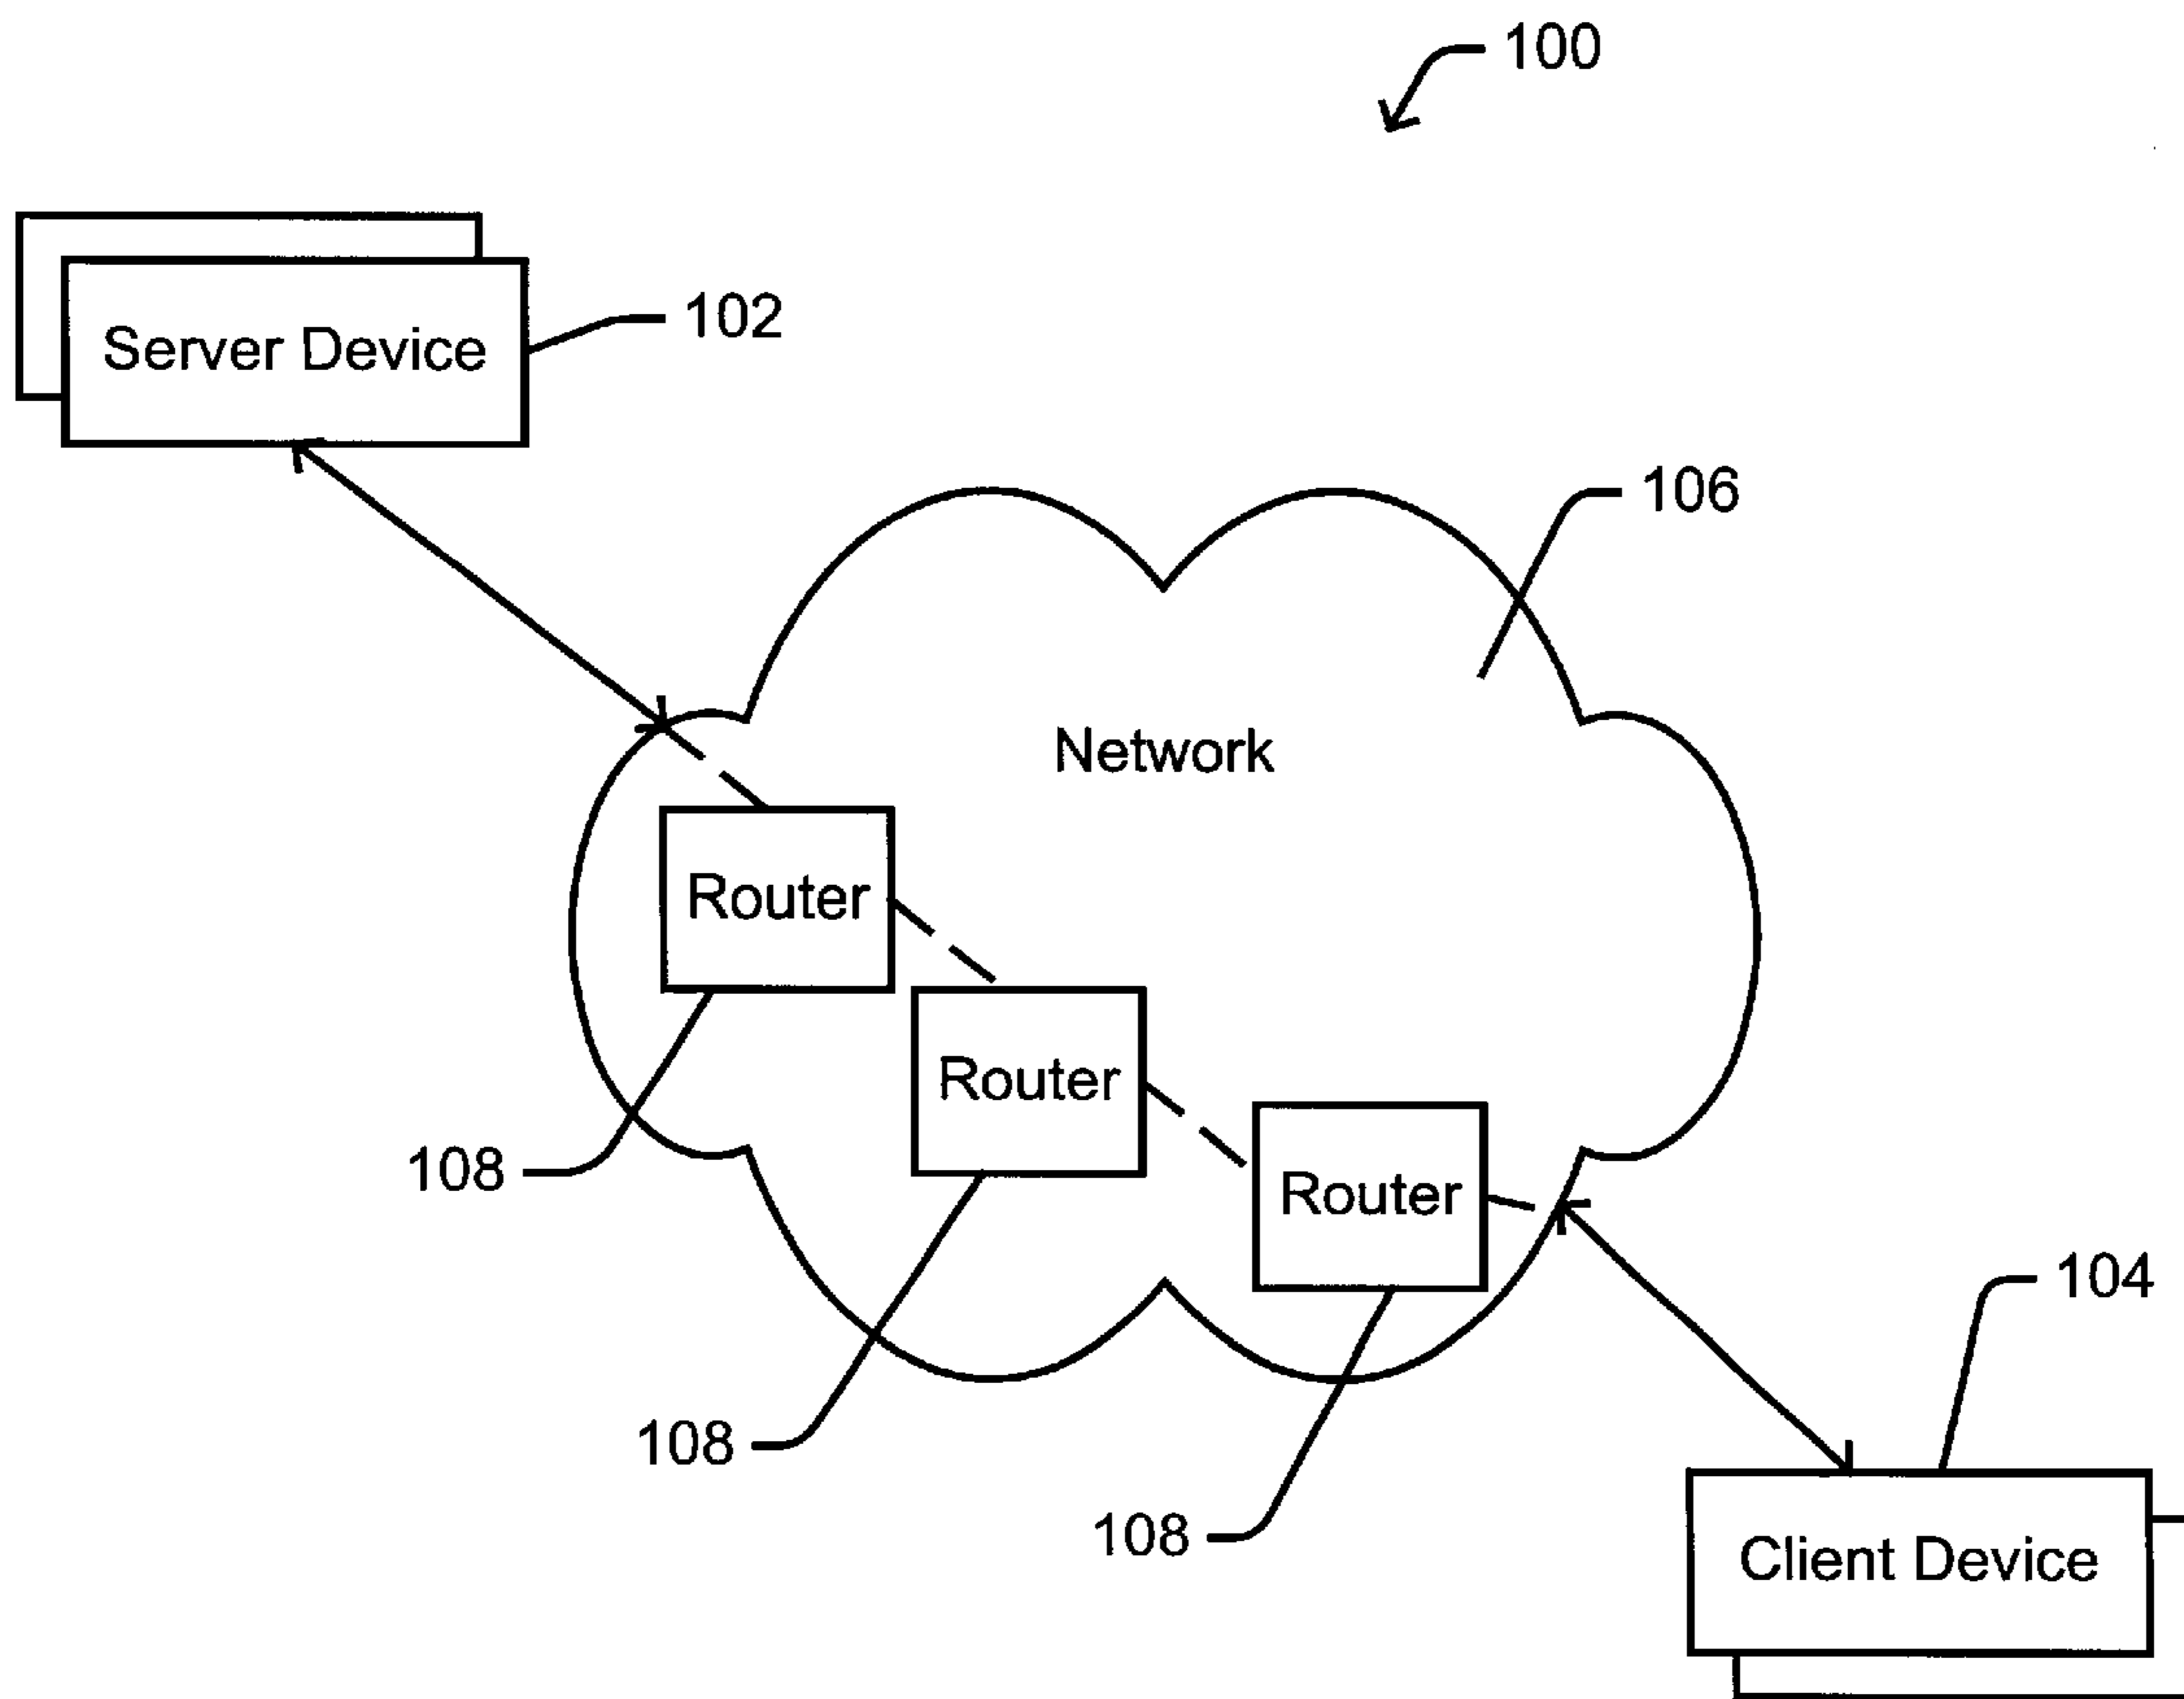 100
102
Server Device
106
Network
Router
Router
108
Router
104
108
108
Client Device